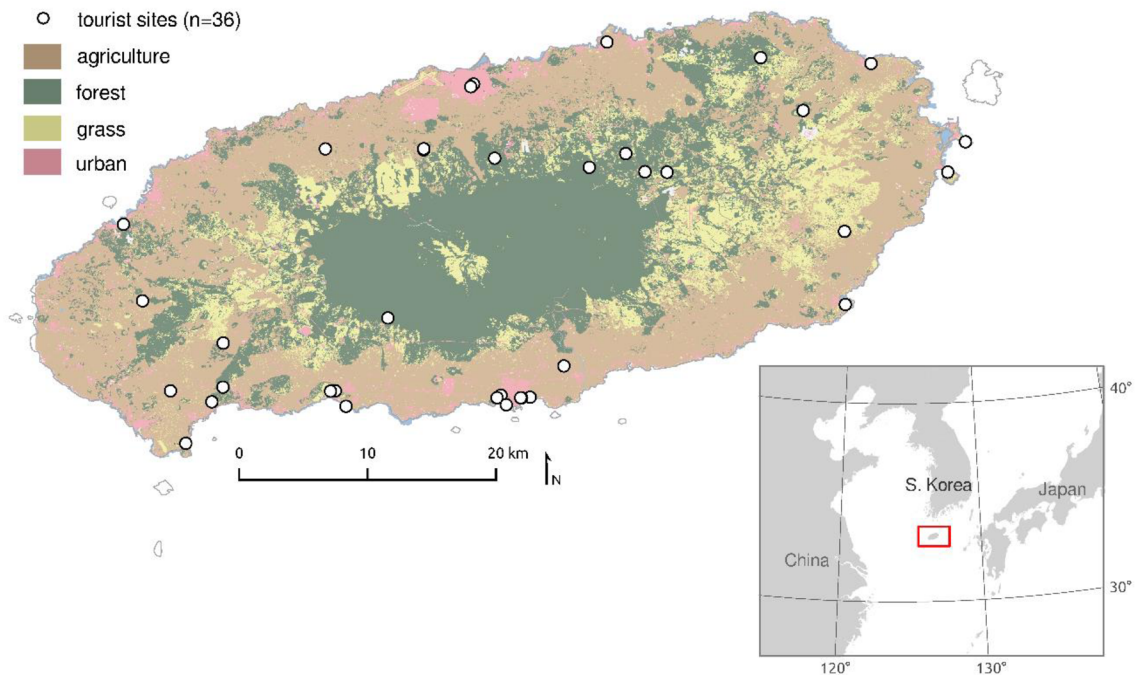 tourist sites (n=36)
agriculture
forest
grass
urban
0 10 20 km
N
S. Korea
Japan
China
40°
30°
120° 130°